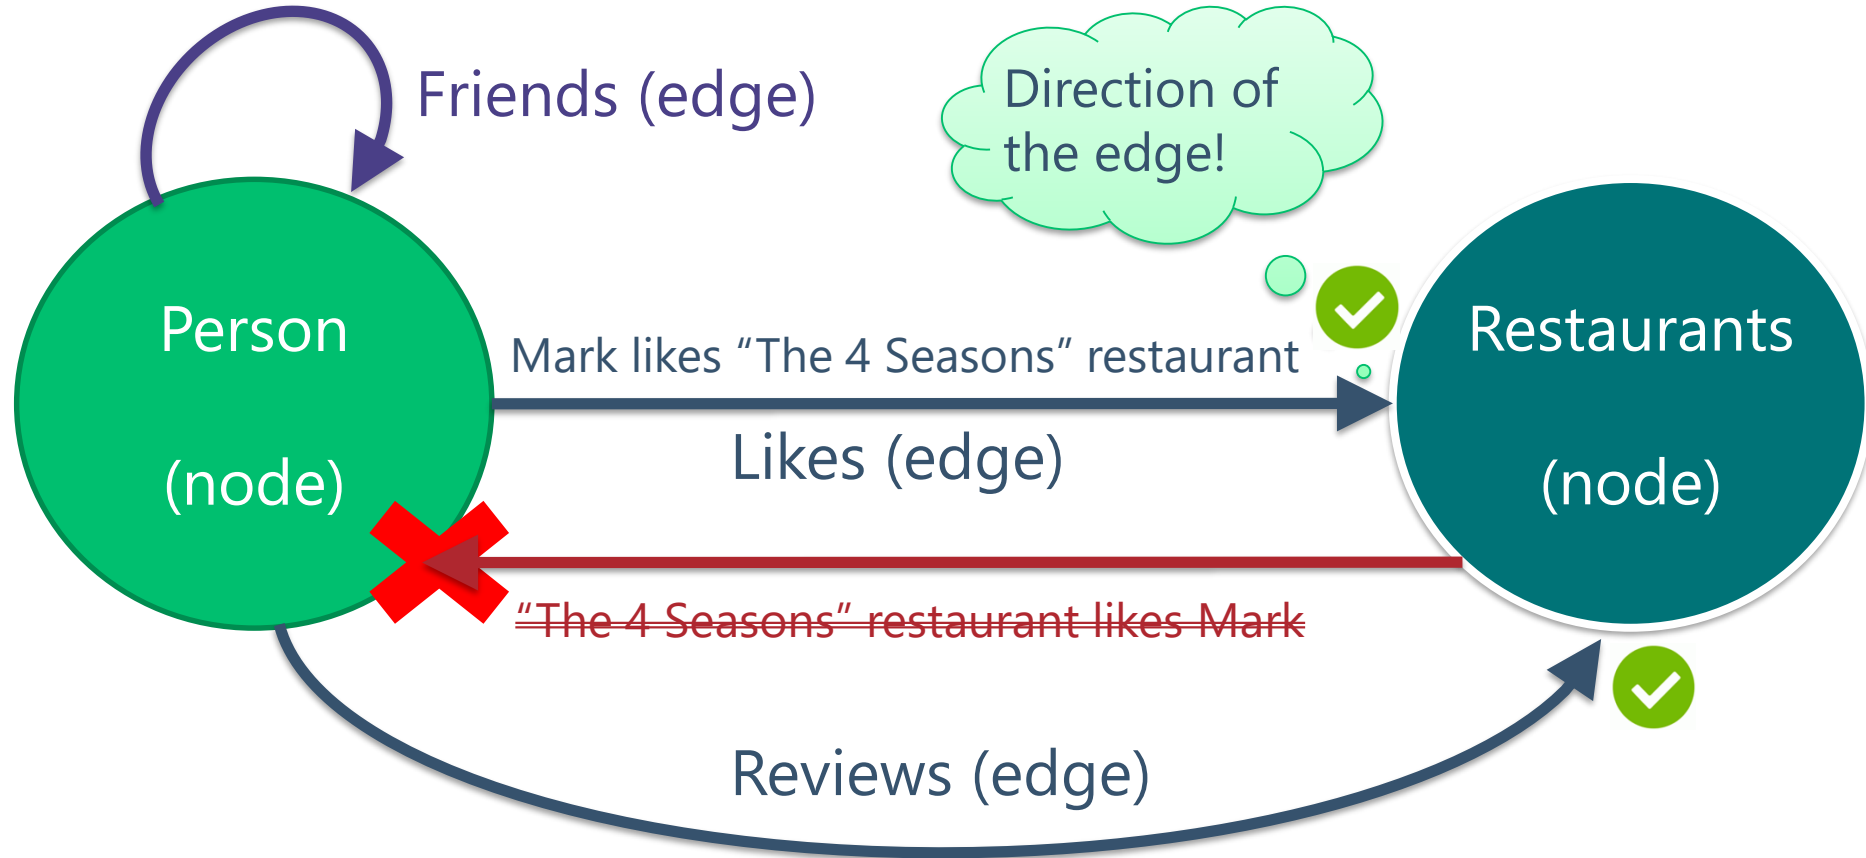 Friends (edge)
Direction of
the edge!
Person
(node)
Mark likes “The 4 Seasons” restaurant
Likes (edge)
Restaurants
(node)
“The 4 Seasons” restaurant likes Mark
Reviews (edge)